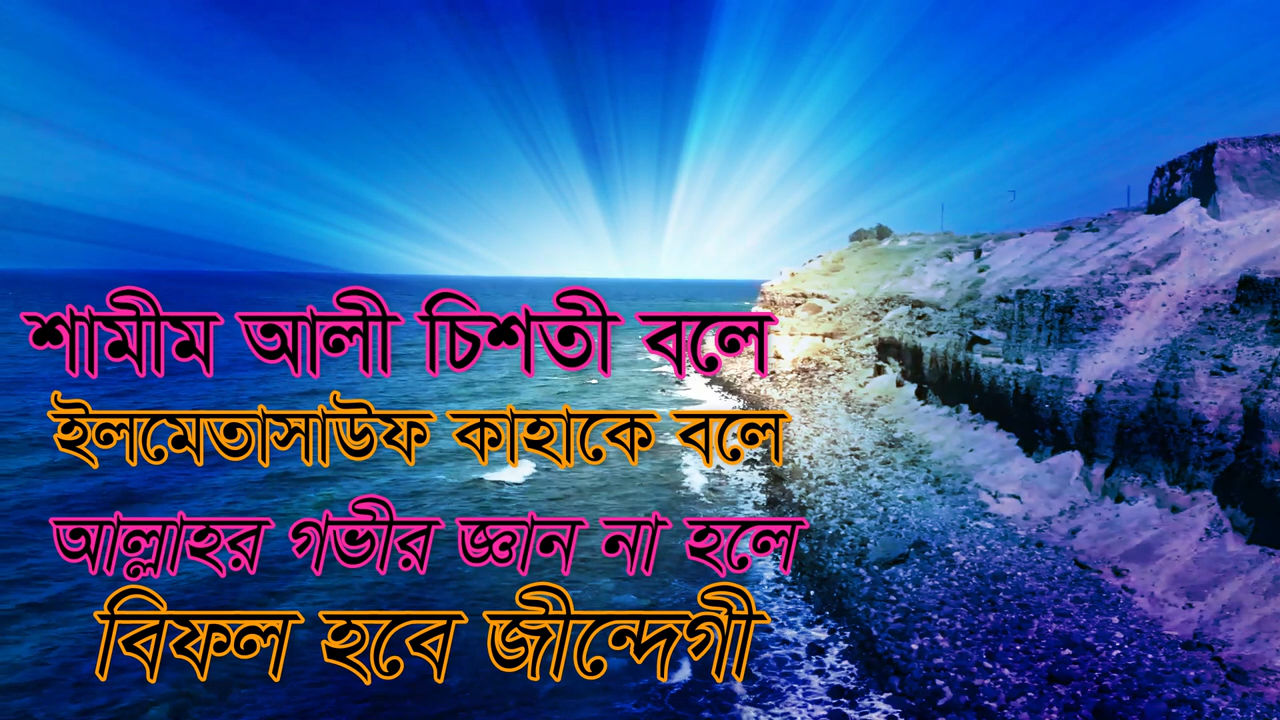 শামীম আলী চিশতী বলে
ইলমেতাসাউফ কাহাকে বলে
আল্লাহর গভীর জ্ঞান না হলে
বিফল হবে জীন্দেগী